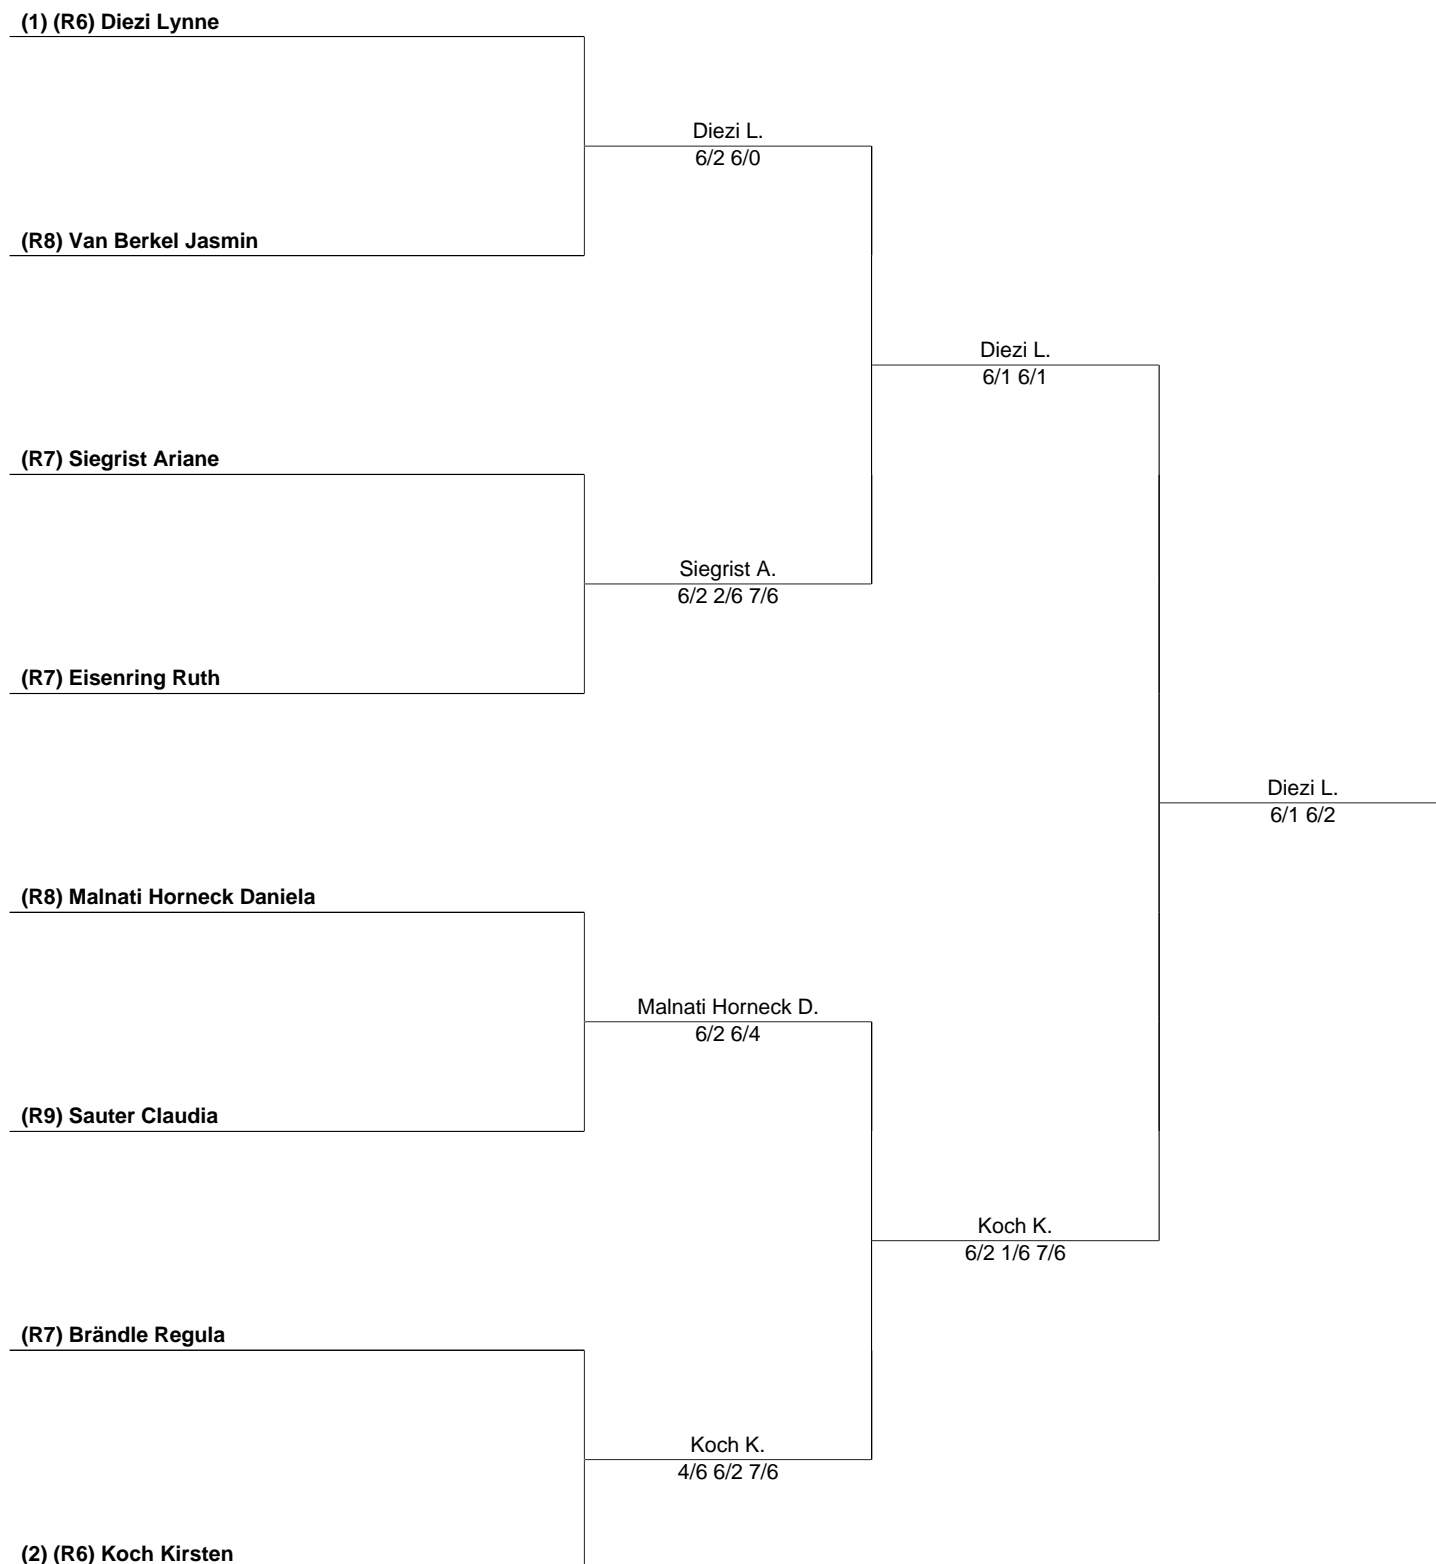 (1) (R6) Diezi Lynne
Diezi L.
6/2 6/0
(R8) Van Berkel Jasmin
Diezi L.
6/1 6/1
(R7) Siegrist Ariane
Siegrist A.
6/2 2/6 7/6
(R7) Eisenring Ruth
Diezi L.
6/1 6/2
(R8) Malnati Horneck Daniela
Malnati Horneck D.
6/2 6/4
(R9) Sauter Claudia
Koch K.
6/2 1/6 7/6
(R7) Brändle Regula
Koch K.
4/6 6/2 7/6
(2) (R6) Koch Kirsten